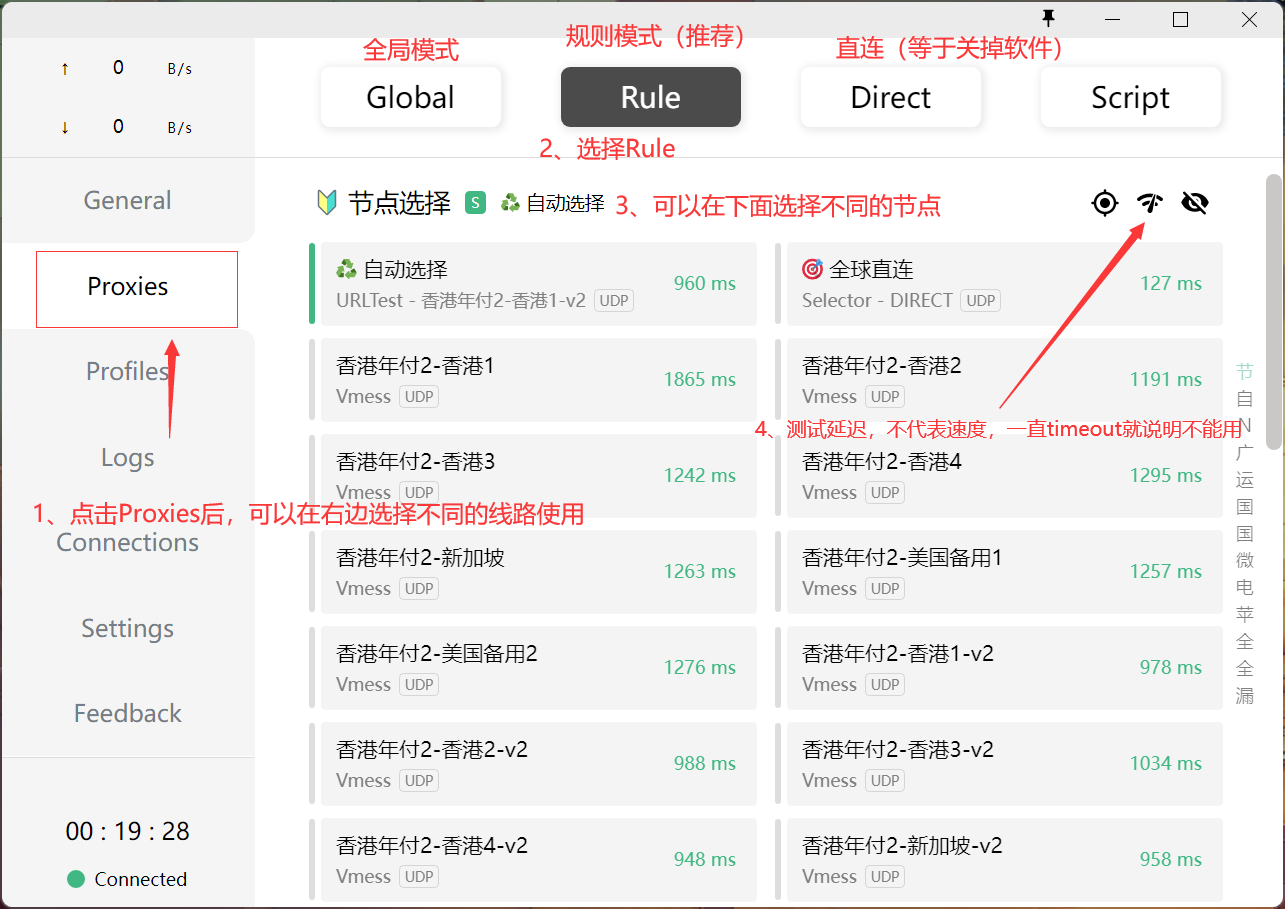 ↑ 0 B/s
↓ 0 B/s
General
Proxies
Profiles
Logs
Connections
Settings
Feedback
00 : 19 : 28
Connected
全局模式
规则模式（推荐）
直连（等于关掉软件）
Global
Rule
Direct
Script
2、选择Rule
节点选择 S 自动选择
3、可以在下面选择不同的节点
自动选择
URLTest - 香港年付2-香港1-v2 UDP
960 ms
全球直连
Selector - DIRECT UDP
127 ms
香港年付2-香港1
Vmess UDP
1865 ms
香港年付2-香港2
Vmess UDP
1191 ms
4、测试延迟，不代表速度，一直timeout就说明不能用
香港年付2-香港3
Vmess UDP
1242 ms
香港年付2-香港4
Vmess UDP
1295 ms
1、点击Proxies后，可以在右边选择不同的线路使用
香港年付2-新加坡
Vmess UDP
1263 ms
香港年付2-美国备用1
Vmess UDP
1257 ms
香港年付2-美国备用2
Vmess UDP
1276 ms
香港年付2-香港1-v2
Vmess UDP
978 ms
香港年付2-香港2-v2
Vmess UDP
988 ms
香港年付2-香港3-v2
Vmess UDP
1034 ms
香港年付2-香港4-v2
Vmess UDP
948 ms
香港年付2-新加坡-v2
Vmess UDP
958 ms
节
自
N
广
运
国
国
微
电
苹
全
全
漏